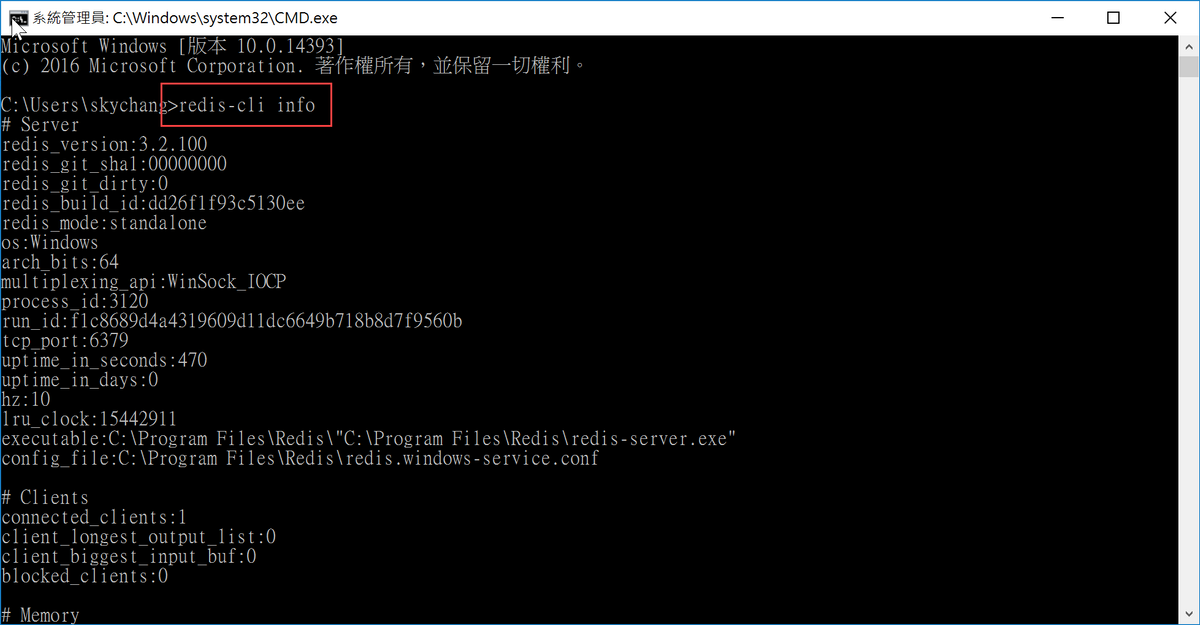 系統管理員: C:\Windows\system32\CMD.exe
Microsoft Windows [版本 10.0.14393]
(c) 2016 Microsoft Corporation. 著作權所有，並保留一切權利。
C:\Users\skychang>redis-cli info
# Server
redis_version:3.2.100
redis_git_sha1:00000000
redis_git_dirty:0
redis_build_id:dd26f1f93c5130ee
redis_mode:standalone
os:Windows
arch_bits:64
multiplexing_api:WinSock_IOCP
process_id:3120
run_id:f1c8689d4a4319609d11dc6649b718b8d7f9560b
tcp_port:6379
uptime_in_seconds:470
uptime_in_days:0
hz:10
lru_clock:15442911
executable:C:\Program Files\Redis\"C:\Program Files\Redis\redis-server.exe"
config_file:C:\Program Files\Redis\redis.windows-service.conf
# Clients
connected_clients:1
client_longest_output_list:0
client_biggest_input_buf:0
blocked_clients:0
# Memory